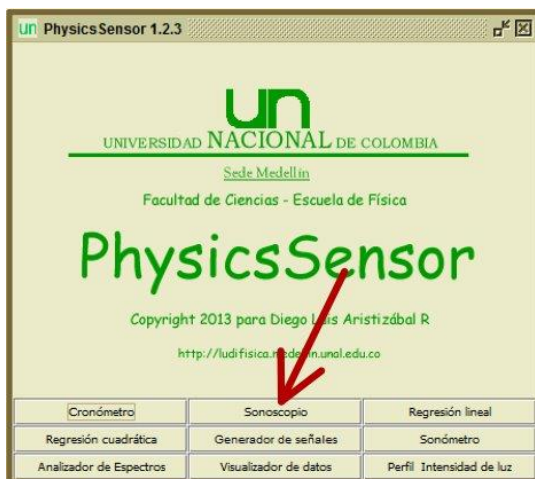 un PhysicsSensor 1.2.3
un
UNIVERSIDAD NACIONAL DE COLOMBIA
Sede Medellín
Facultad de Ciencias - Escuela de Física
PhysicsSensor
Copyright 2013 para Diego Luis Aristizábal R
http://ludifisica.medellin.unal.edu.co
Cronómetro Sonoscopio Regresión lineal
Regresión cuadrática Generador de señales Sonómetro
Analizador de Espectros Visualizador de datos Perfil Intensidad de luz